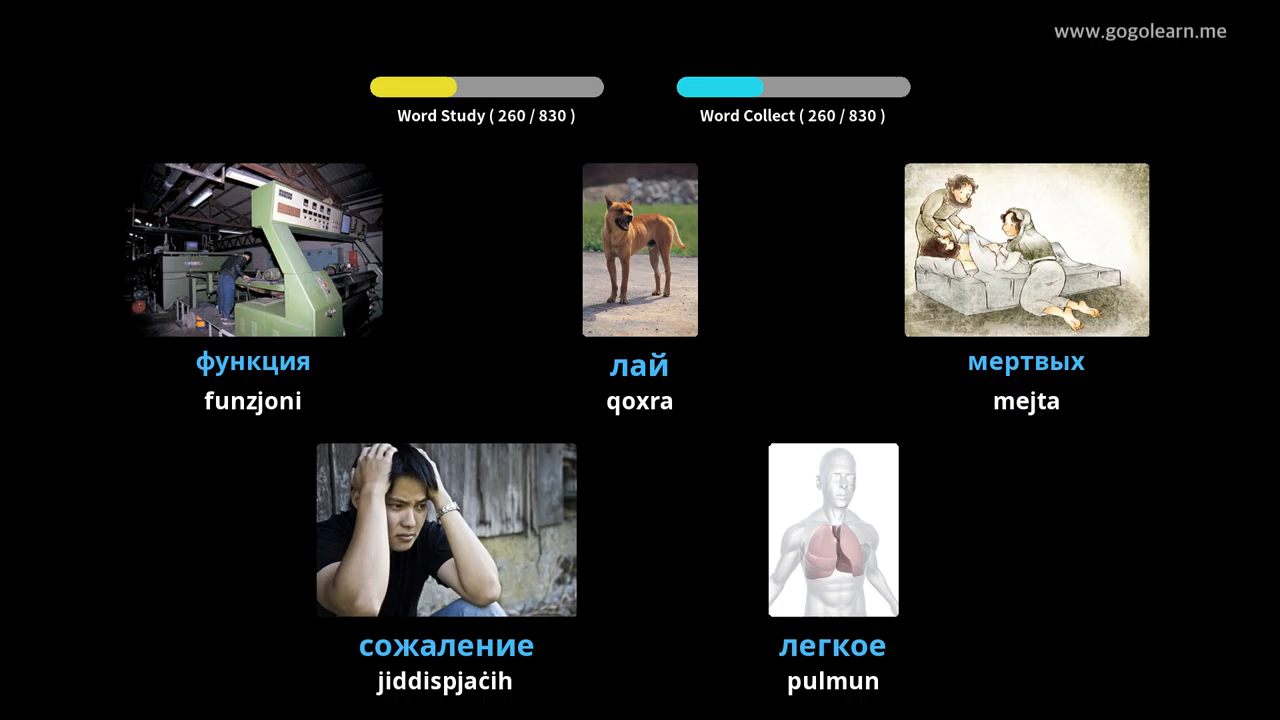 www.gogolearn.me
Word Study ( 260 / 830 )
Word Collect ( 260 / 830 )
функция
funzjoni
лай
qoxra
мертвых
mejta
сожаление
jiddispjaċih
легкое
pulmun